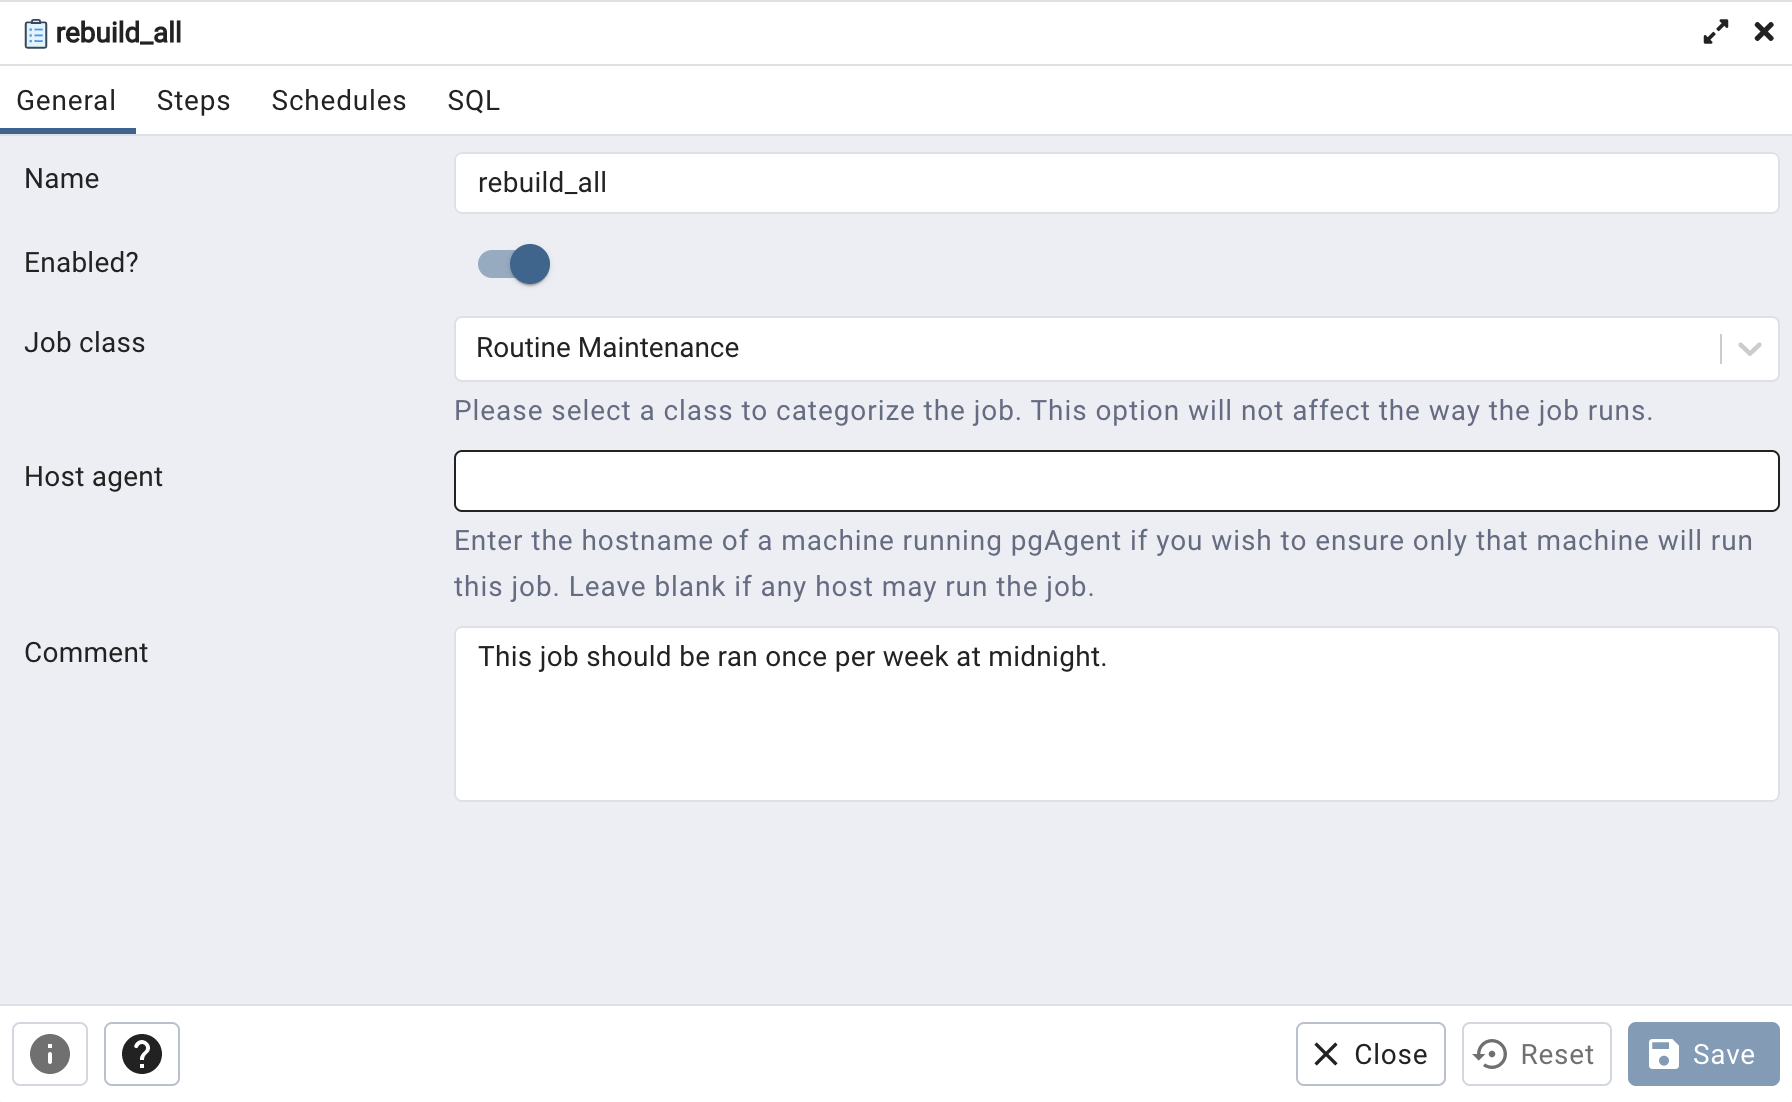 rebuild_all
General Steps Schedules SQL
Name
rebuild_all
Enabled?
Job class
Routine Maintenance
Please select a class to categorize the job. This option will not affect the way the job runs.
Host agent
Enter the hostname of a machine running pgAgent if you wish to ensure only that machine will run
this job. Leave blank if any host may run the job.
Comment
This job should be ran once per week at midnight.
Close Reset Save